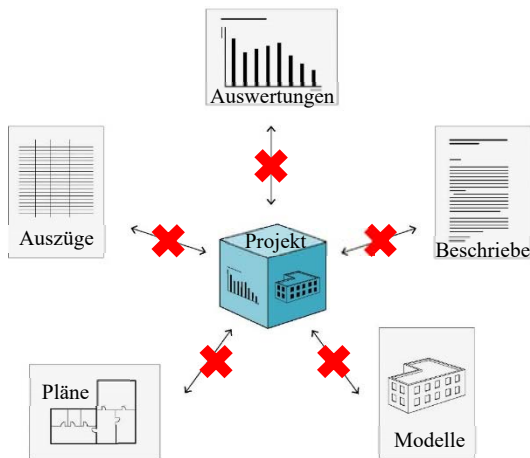 Auswertungen
Auszüge
Projekt
Beschriebe
Pläne
Modelle